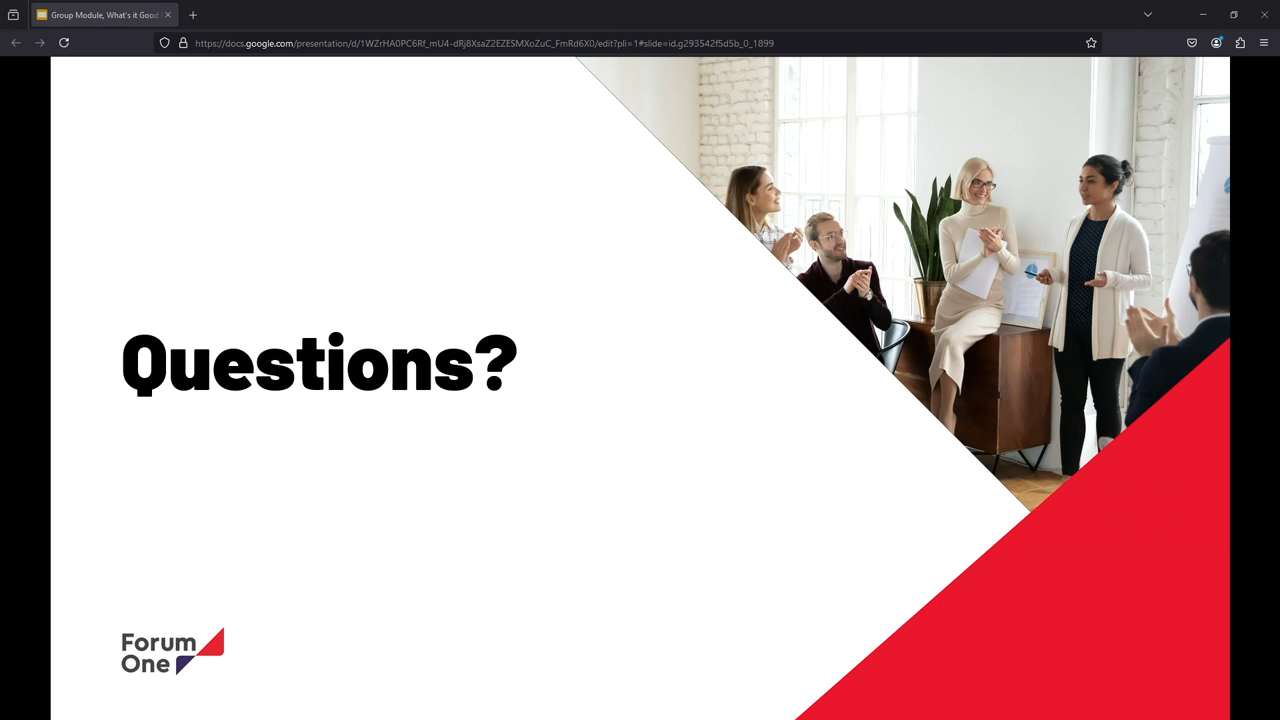 Group Module, What's it Good
https://docs.google.com/presentation/d/1WZrHA0PC6Rf_mU4-dRj8XsaZ2EZESMXoZuC_FmRd6X0/edit?pli=1#slide=id.g293542f5d5b_0_1899
Questions?
Forum
One